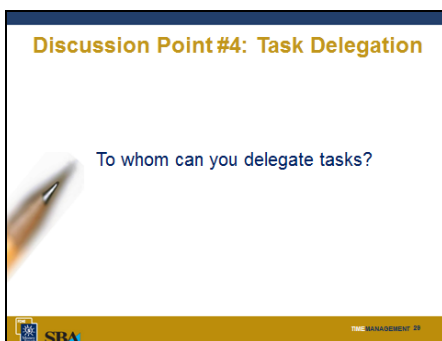 Discussion Point #4: Task Delegation
To whom can you delegate tasks?
SBA
TIME MANAGEMENT 28